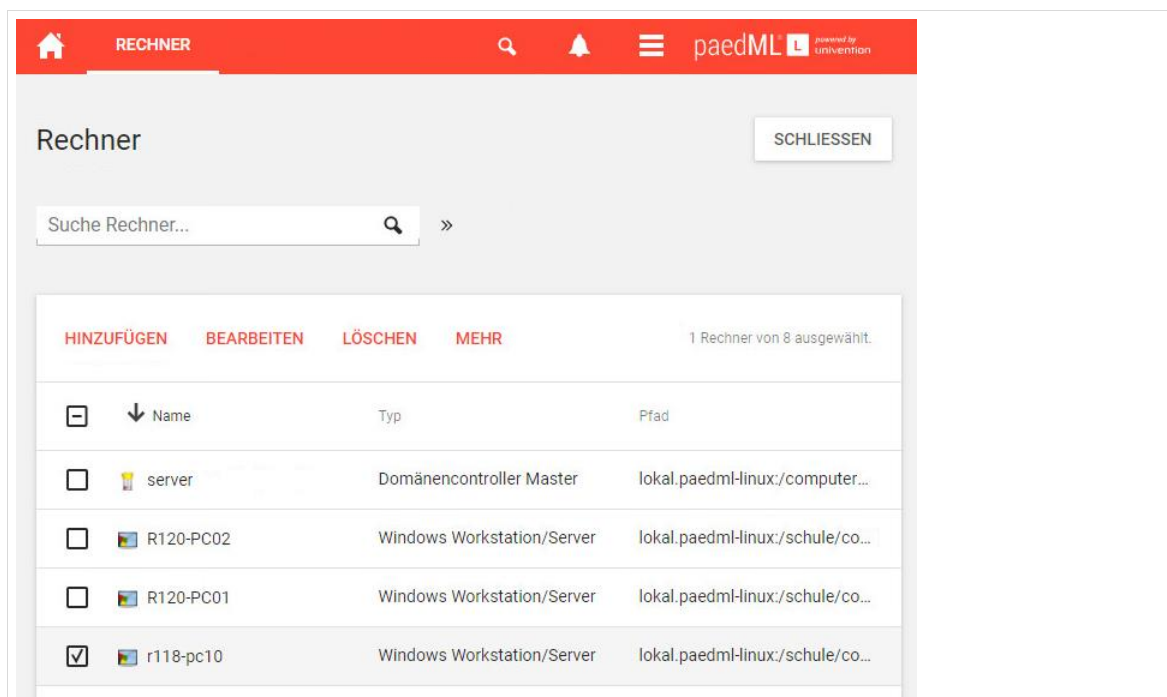 RECHNER
paedML L powered by univention
Rechner
SCHLIESSEN
Suche Rechner...
HINZUFÜGEN BEARBEITEN LÖSCHEN MEHR 1 Rechner von 8 ausgewählt.
Name Typ Pfad
server Domänencontroller Master lokal.paedml-linux:/computer...
R120-PC02 Windows Workstation/Server lokal.paedml-linux:/schule/co...
R120-PC01 Windows Workstation/Server lokal.paedml-linux:/schule/co...
r118-pc10 Windows Workstation/Server lokal.paedml-linux:/schule/co...